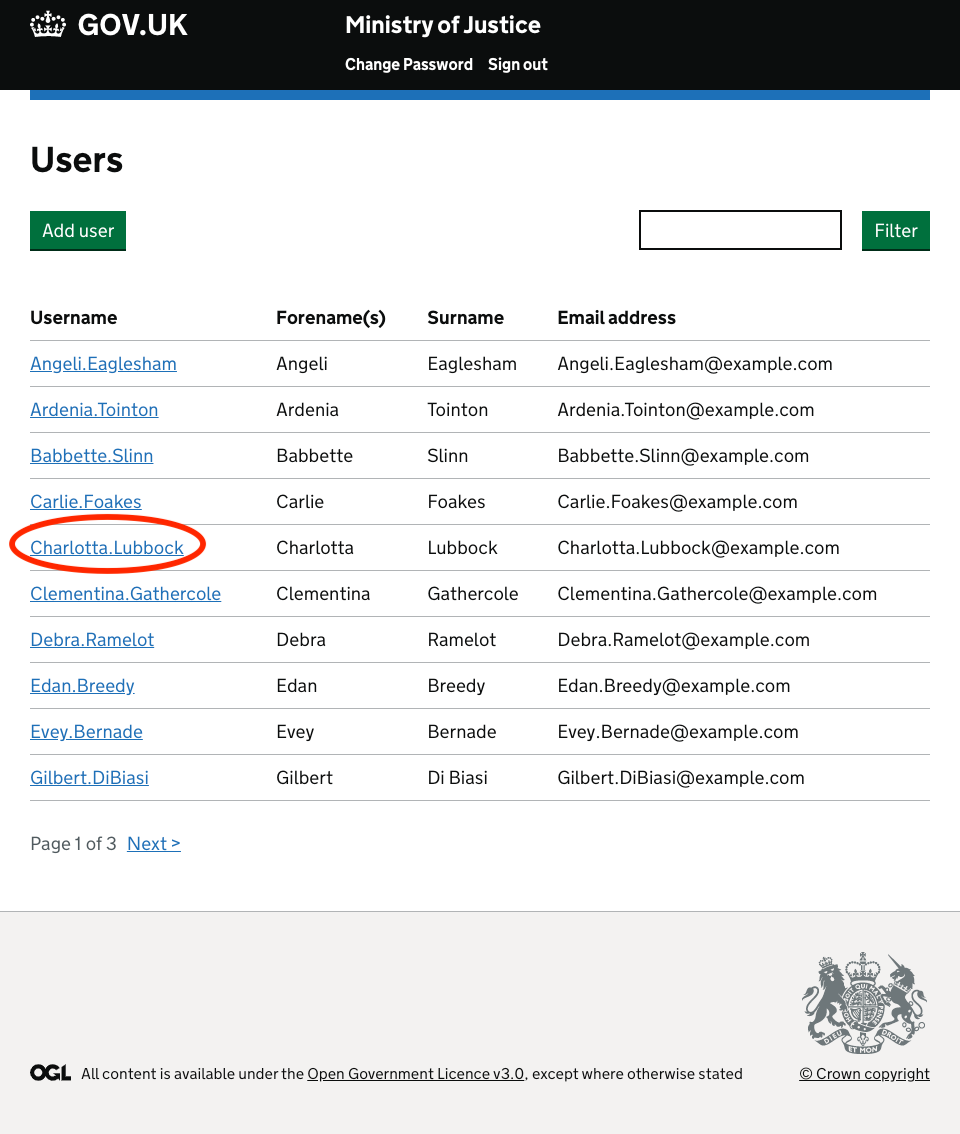 GOV.UK Ministry of Justice
Change Password Sign out
Users
Add user Filter
Username Forename(s) Surname Email address
Angeli.Eaglesham Angeli Eaglesham Angeli.Eaglesham@example.com
Ardenia.Tointon Ardenia Tointon Ardenia.Tointon@example.com
Babbette.Slinn Babbette Slinn Babbette.Slinn@example.com
Carlie.Foakes Carlie Foakes Carlie.Foakes@example.com
Charlotta.Lubbock Charlotta Lubbock Charlotta.Lubbock@example.com
Clementina.Gathercole Clementina Gathercole Clementina.Gathercole@example.com
Debra.Ramelot Debra Ramelot Debra.Ramelot@example.com
Edan.Breedy Edan Breedy Edan.Breedy@example.com
Evey.Bernade Evey Bernade Evey.Bernade@example.com
Gilbert.DiBiasi Gilbert Di Biasi Gilbert.DiBiasi@example.com
Page 1 of 3 Next >
DIEU ET MON DROIT
OGL All content is available under the Open Government Licence v3.0, except where otherwise stated © Crown copyright